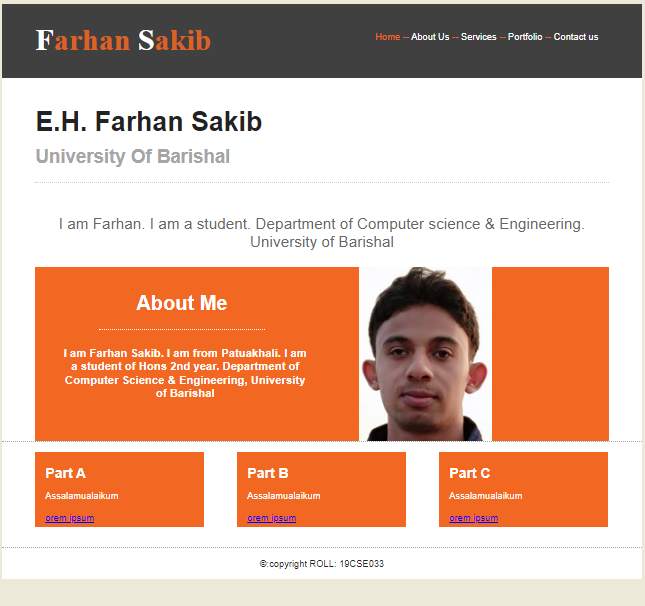 Farhan Sakib
Home -- About Us -- Services -- Portfolio -- Contact us
E.H. Farhan Sakib
University Of Barishal
I am Farhan. I am a student. Department of Computer science & Engineering.
University of Barishal
About Me
I am Farhan Sakib. I am from Patuakhali. I am
a student of Hons 2nd year. Department of
Computer Science & Engineering, University
of Barishal
Part A
Assalamualaikum
orem ipsum
Part B
Assalamualaikum
orem ipsum
Part C
Assalamualaikum
orem ipsum
©:copyright ROLL: 19CSE033